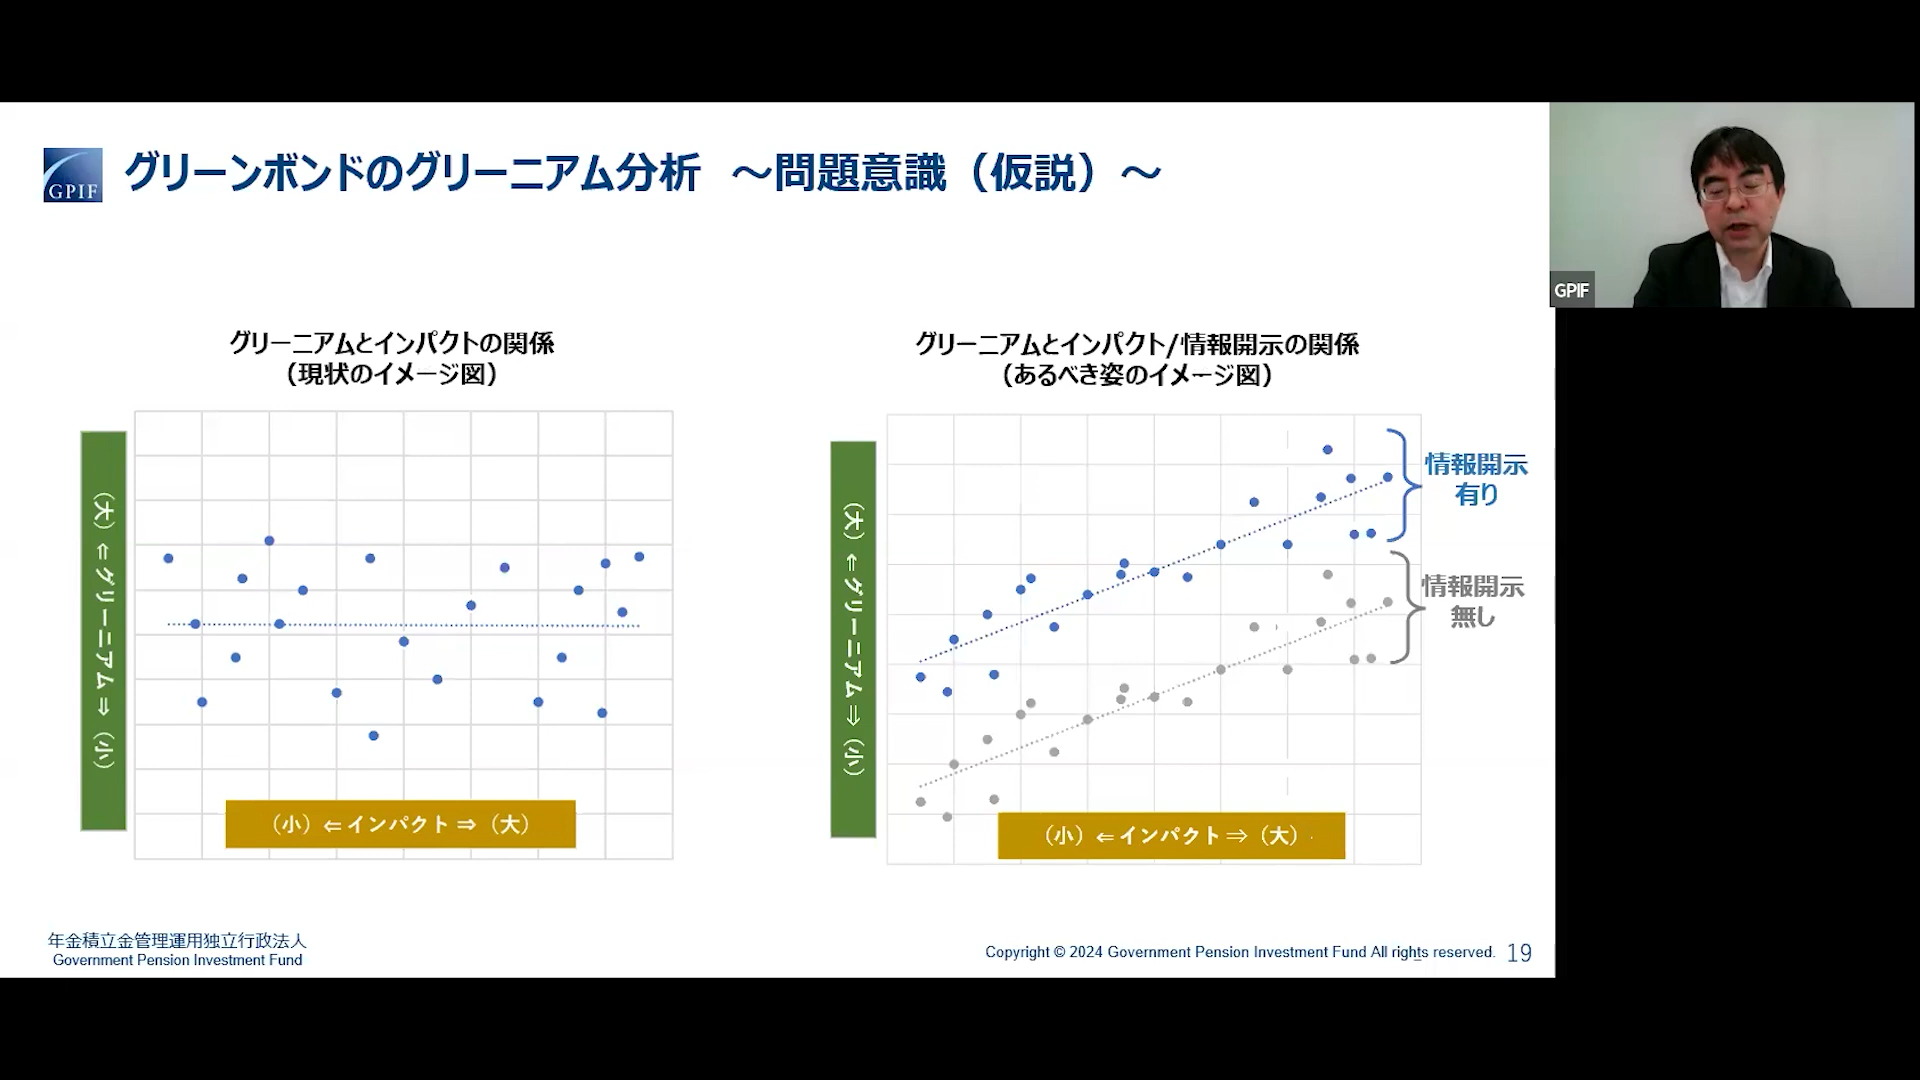 GPIF
グリーンボンドのグリーニアム分析 ～問題意識（仮説）～
グリーニアムとインパクトの関係
（現状のイメージ図）
（大）⇐ グリーニアム ⇒（小）
（小）⇐ インパクト ⇒（大）
グリーニアムとインパクト/情報開示の関係
（あるべき姿のイメージ図）
（大）⇐ グリーニアム ⇒（小）
（小）⇐ インパクト ⇒（大）
情報開示
有り
情報開示
無し
年金積立金管理運用独立行政法人
Government Pension Investment Fund
Copyright © 2024 Government Pension Investment Fund All rights reserved. 19
GPIF